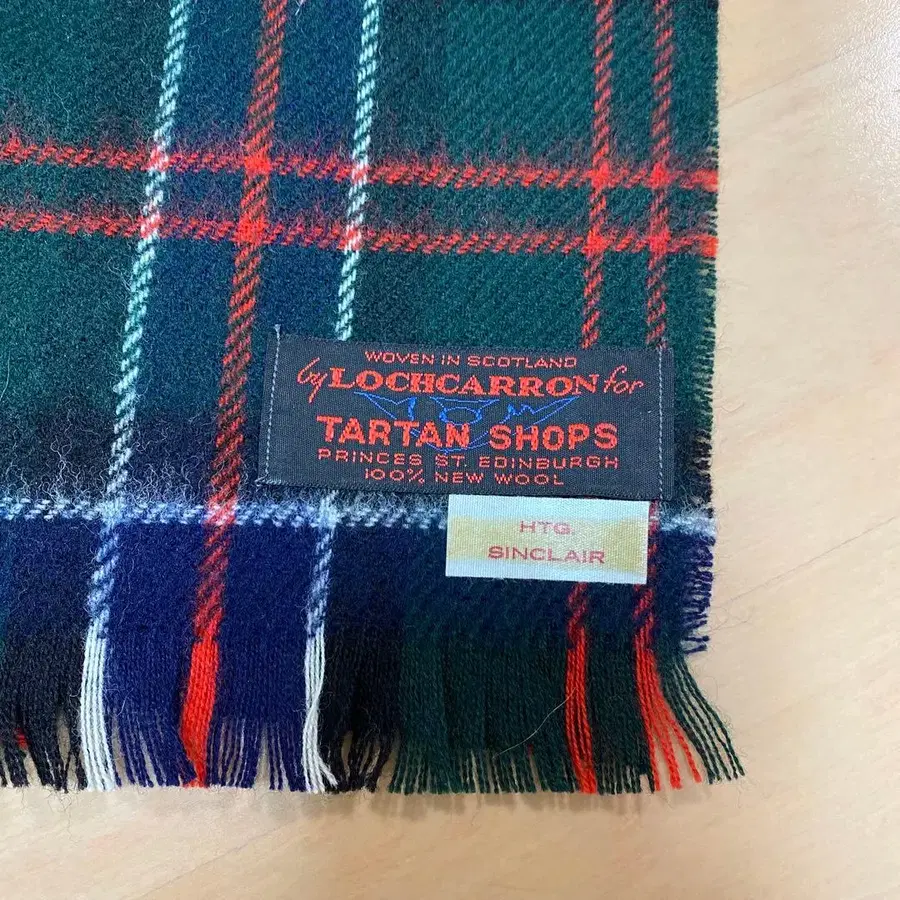 WOVEN IN SCOTLAND
by LOCHCARRON for
TARTAN SHOPS
PRINCES ST. EDINBURGH
100% NEW WOOL
HTG.
SINCLAIR